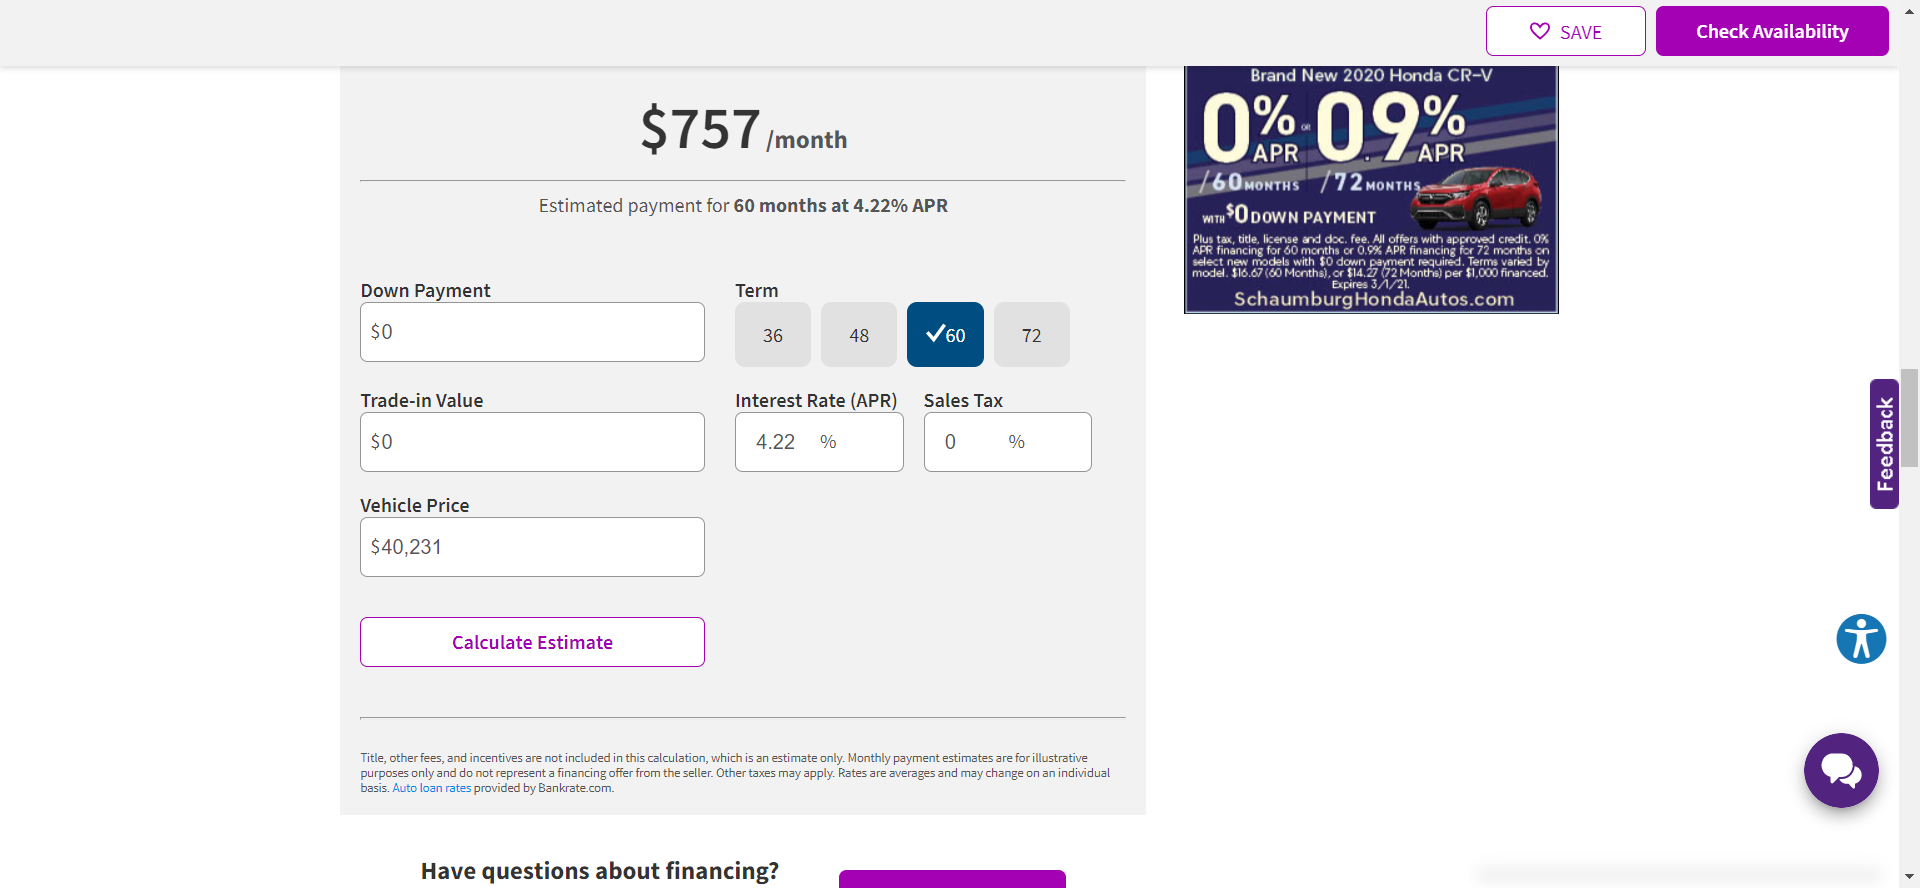 SAVE
Check Availability
$757 /month
Estimated payment for 60 months at 4.22% APR
Down Payment
$0
Term
36
48
60
72
Trade-in Value
$0
Interest Rate (APR)
4.22 %
Sales Tax
0 %
Vehicle Price
$40,231
Calculate Estimate
Title, other fees, and incentives are not included in this calculation, which is an estimate only. Monthly payment estimates are for illustrative
purposes only and do not represent a financing offer from the seller. Other taxes may apply. Rates are averages and may change on an individual
basis. Auto loan rates provided by Bankrate.com.
Have questions about financing?
Brand New 2020 Honda CR-V
0% APR OR 0.9% APR
/60 MONTHS /72 MONTHS
WITH $0 DOWN PAYMENT
Plus tax, title, license and doc. fee. All offers with approved credit. 0%
APR financing for 60 months or 0.9% APR financing for 72 months on
select new models with $0 down payment required. Terms varied by
model. $16.67 (60 Months), or $14.27 (72 Months) per $1,000 financed.
Expires 3/1/21.
SchaumburgHondaAutos.com
Feedback